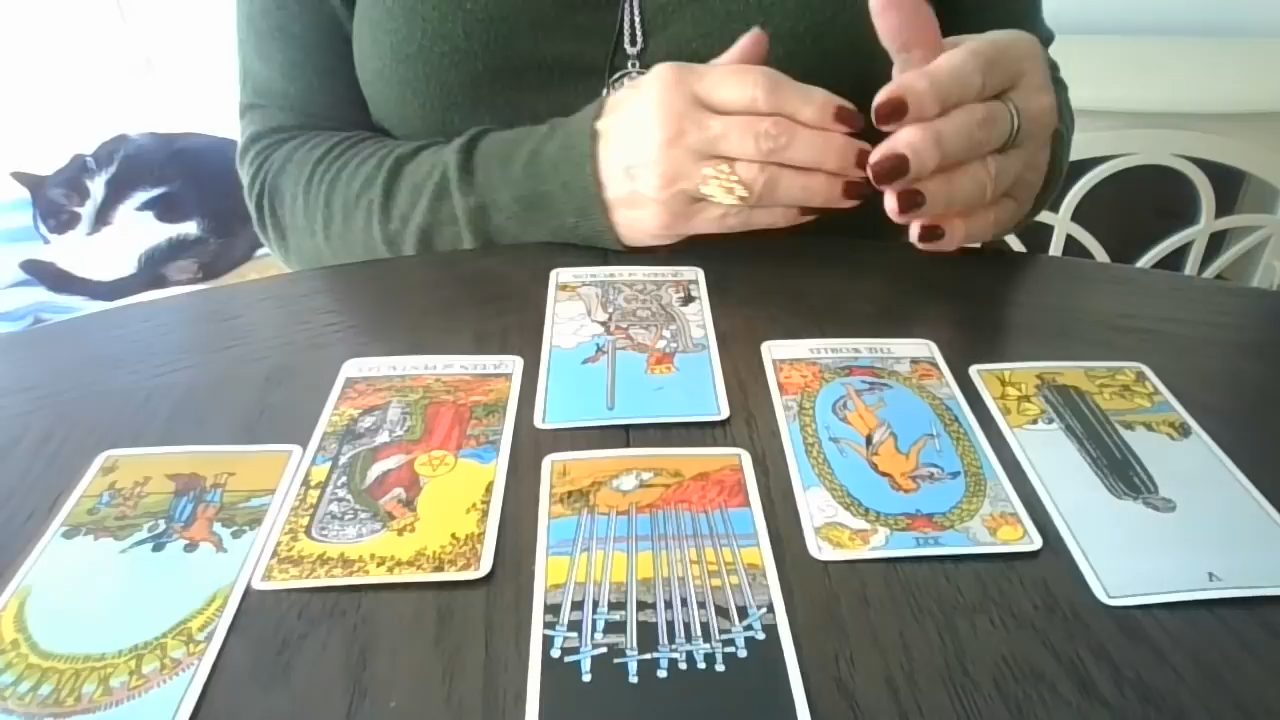 QUEEN of SWORDS
THE WORLD
QUEEN of PENTACLES
V
XXI